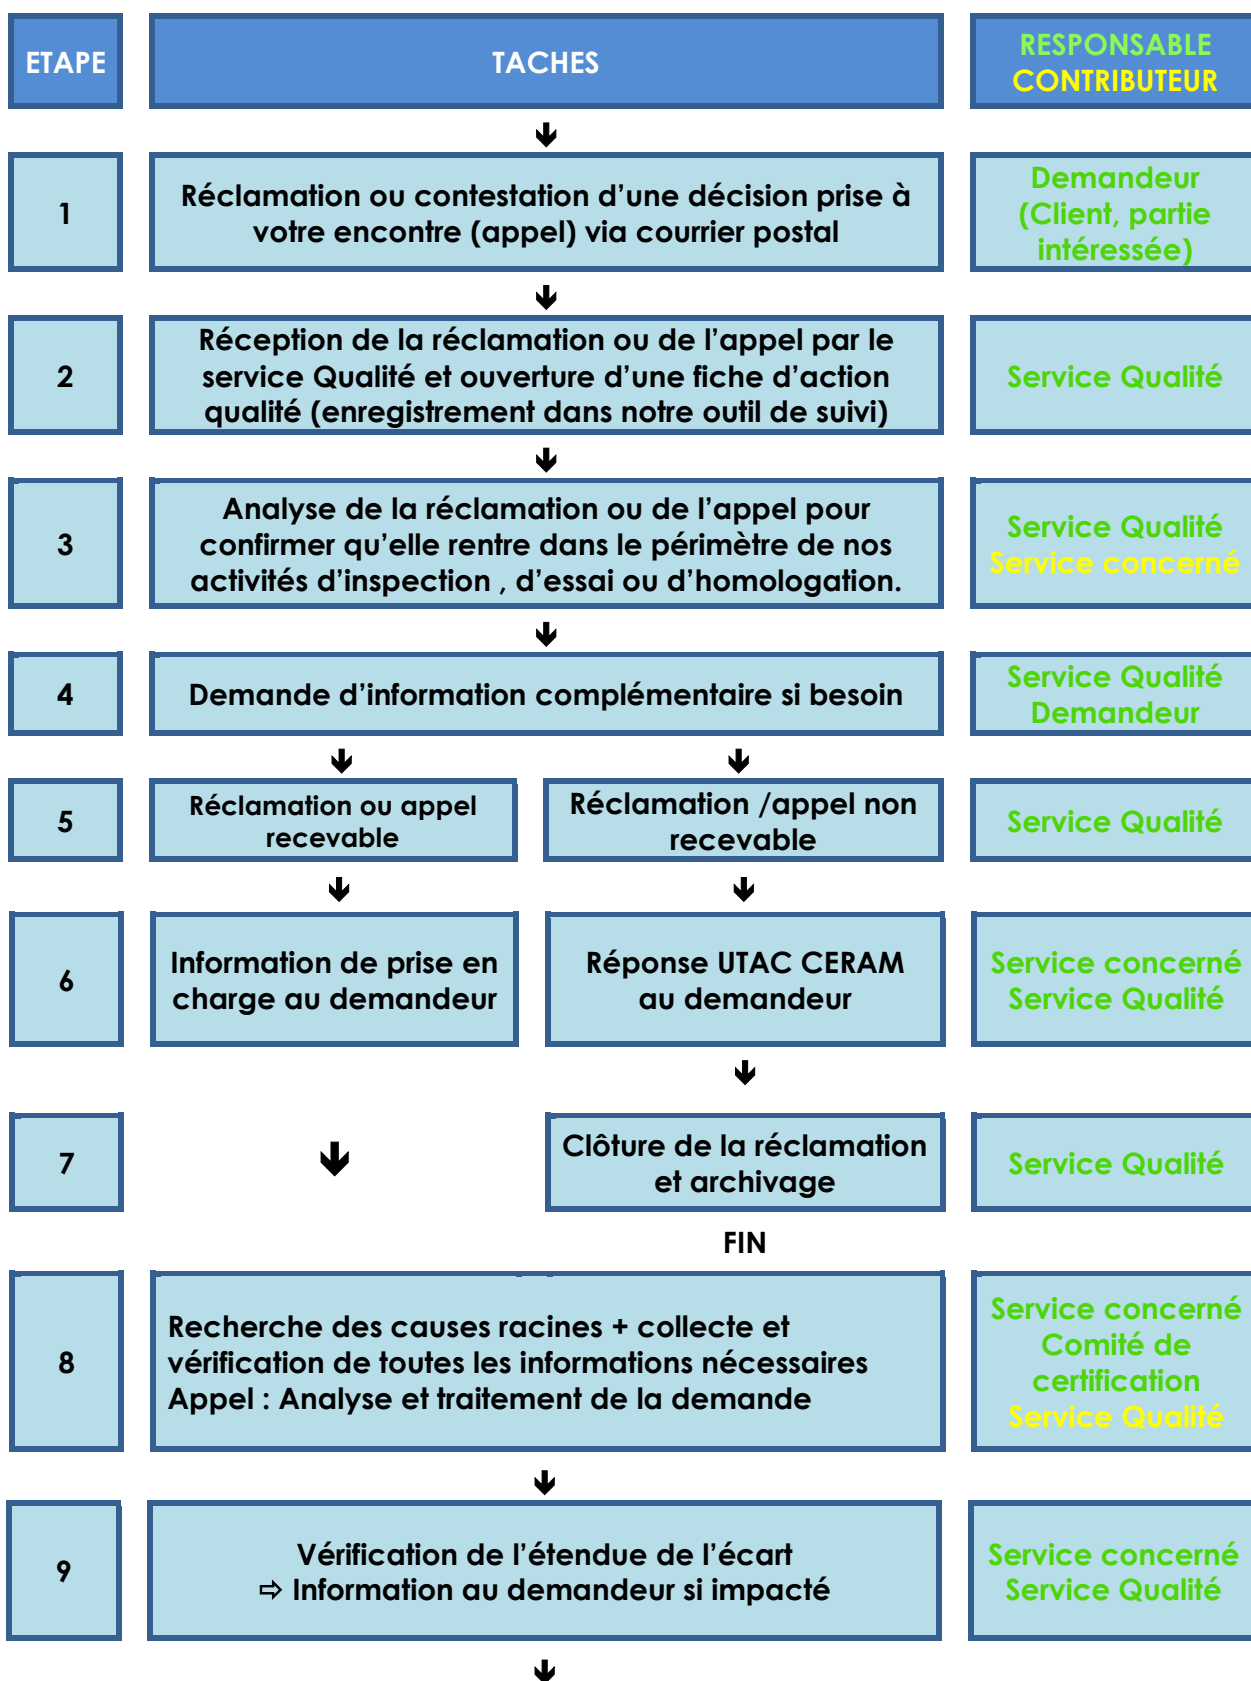 ETAPE
TACHES
RESPONSABLE
CONTRIBUTEUR
1
Réclamation ou contestation d’une décision prise à
votre encontre (appel) via courrier postal
Demandeur
(Client, partie
intéressée)
2
Réception de la réclamation ou de l’appel par le
service Qualité et ouverture d’une fiche d’action
qualité (enregistrement dans notre outil de suivi)
Service Qualité
3
Analyse de la réclamation ou de l’appel pour
confirmer qu’elle rentre dans le périmètre de nos
activités d’inspection , d’essai ou d’homologation.
Service Qualité
Service concerné
4
Demande d’information complémentaire si besoin
Service Qualité
Demandeur
5
Réclamation ou appel
recevable
Réclamation /appel non
recevable
Service Qualité
6
Information de prise en
charge au demandeur
Réponse UTAC CERAM
au demandeur
Service concerné
Service Qualité
7
Clôture de la réclamation
et archivage
Service Qualité
FIN
8
Recherche des causes racines + collecte et
vérification de toutes les informations nécessaires
Appel : Analyse et traitement de la demande
Service concerné
Comité de
certification
Service Qualité
9
Vérification de l’étendue de l’écart
⇨ Information au demandeur si impacté
Service concerné
Service Qualité